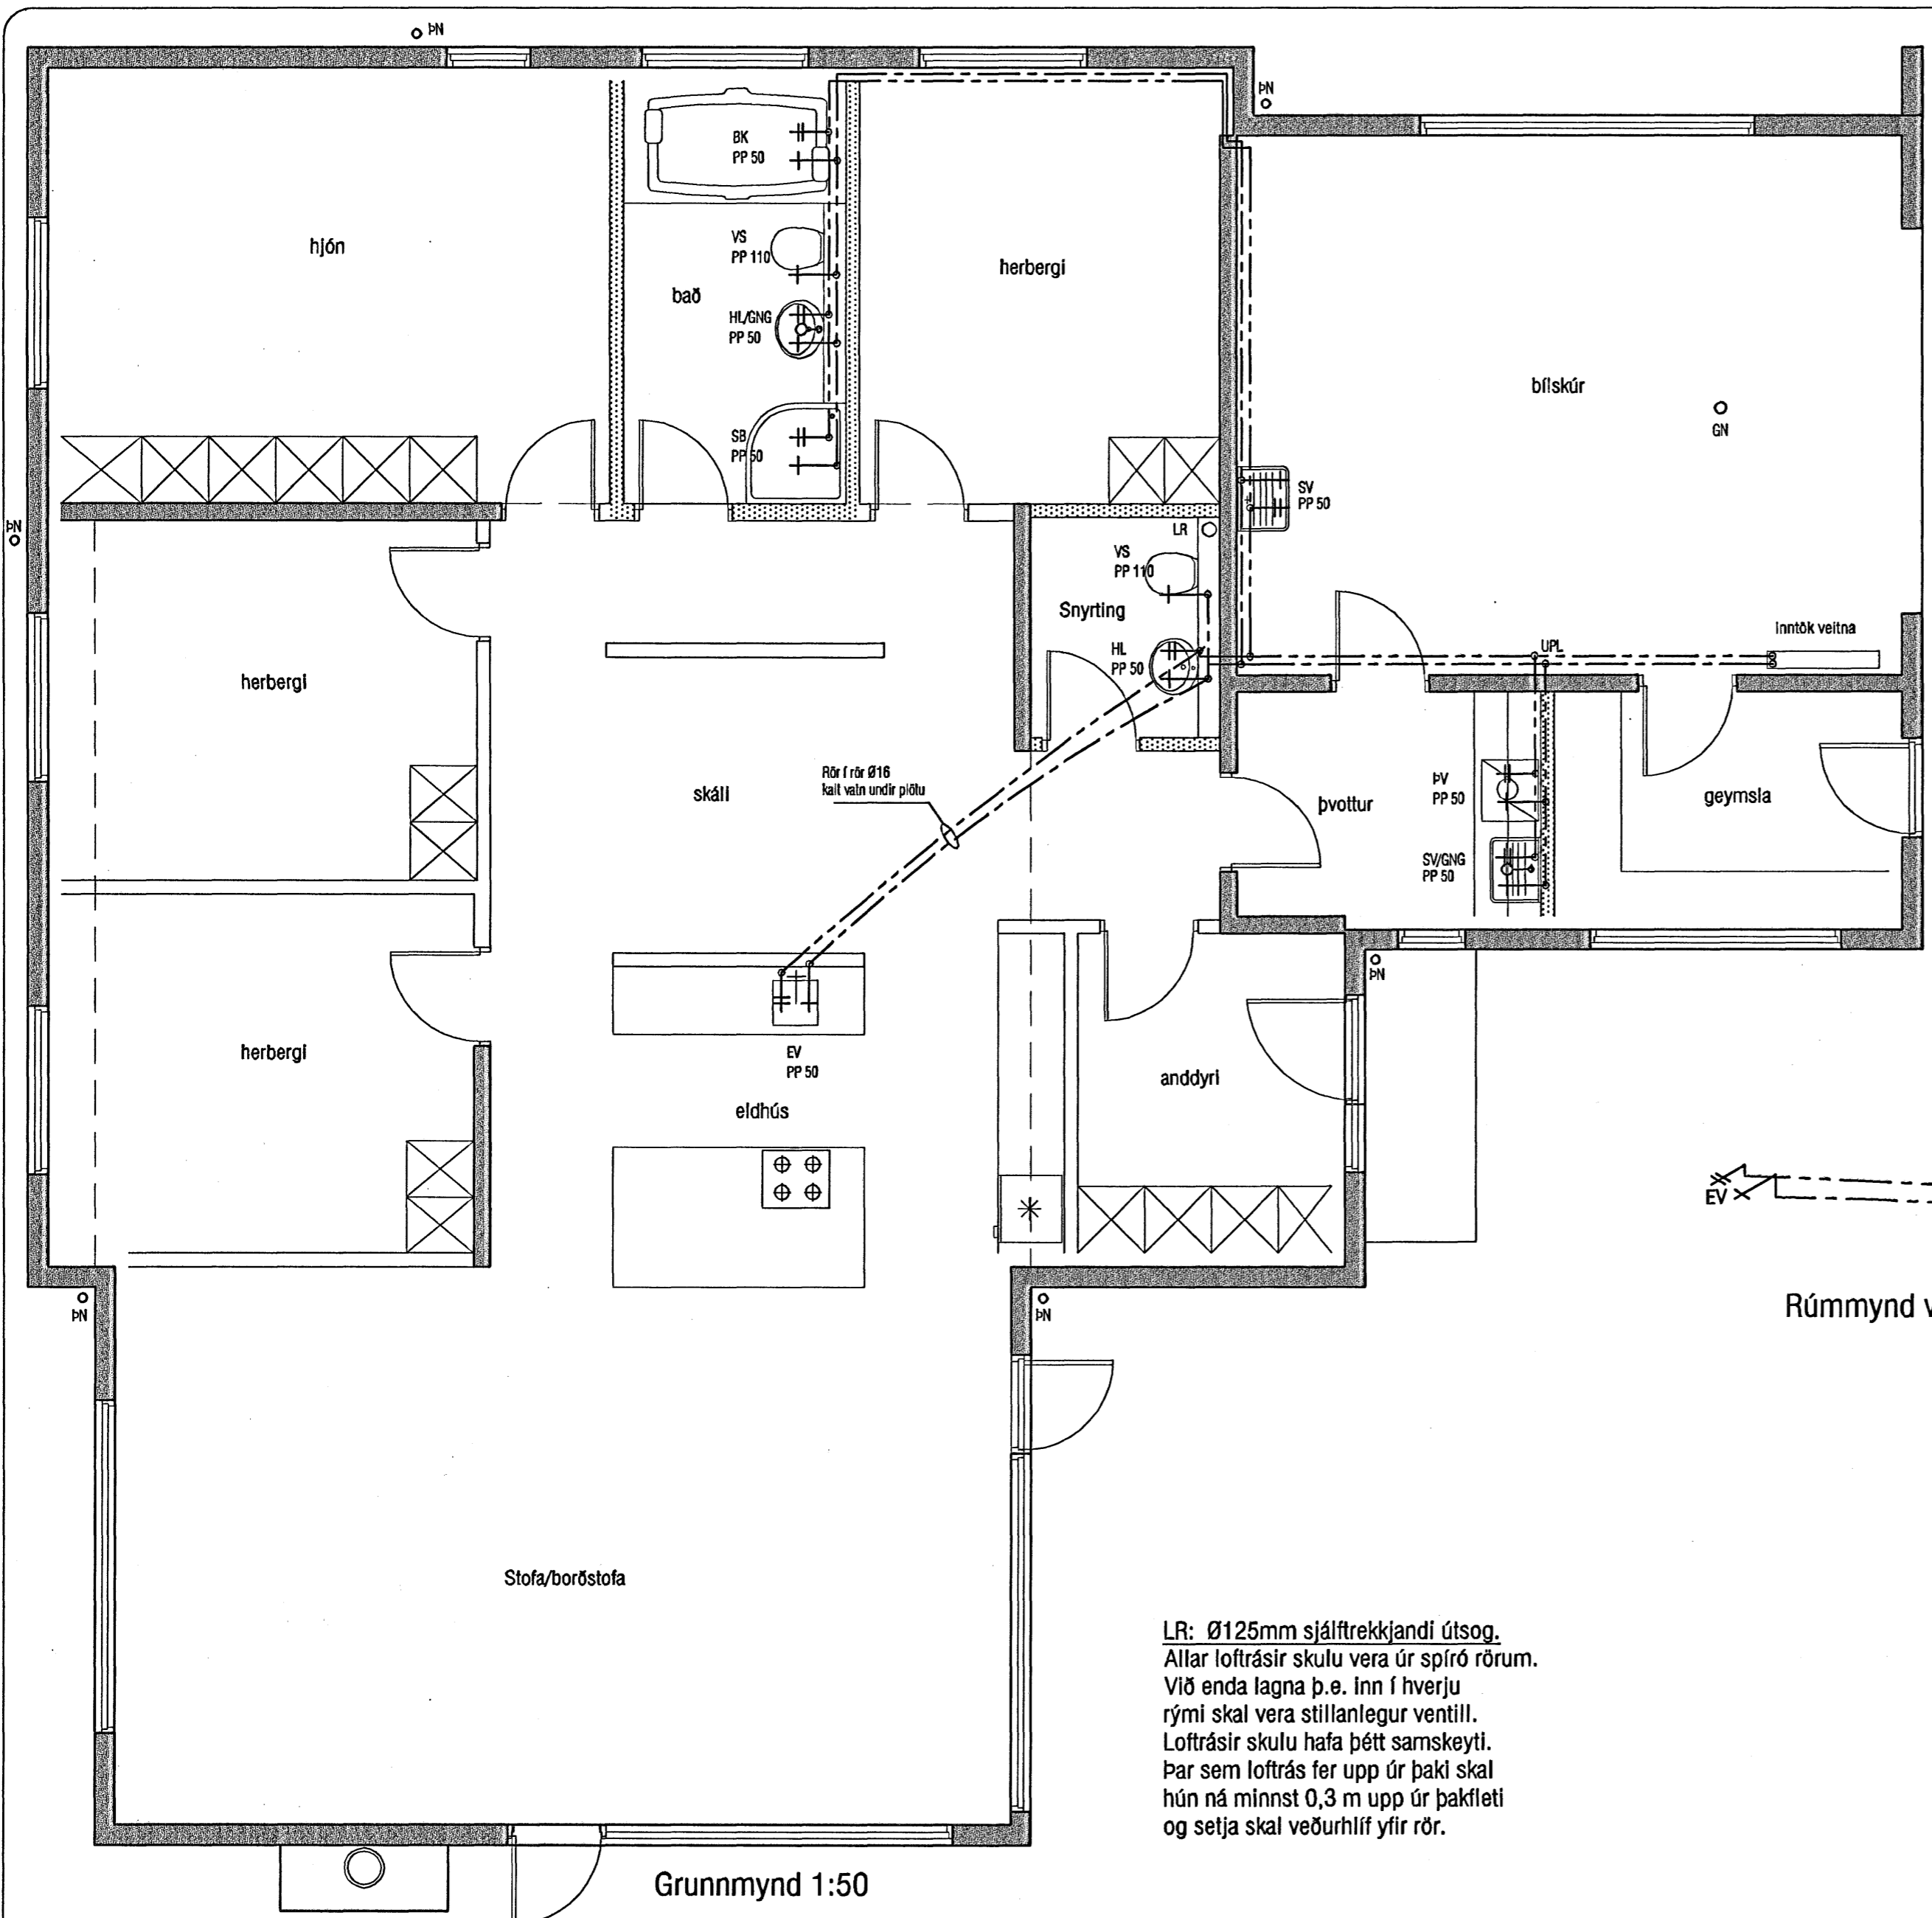 ÞN
ÞN
BK
PP 50
hjón
VS
PP 110
bað
HL/GNG
PP 50
herbergi
SB
PP 50
bílskúr
GN
SV
PP 50
ÞN
LR
VS
PP 110
Snyrting
HL
PP 50
UPL
Inntök veitna
herbergi
Rör í rör Ø16
kalt vatn undir plötu
skáli
þvottur
ÞV
PP 50
SV/GNG
PP 50
geymsla
ÞN
herbergi
EV
PP 50
eldhús
anddyri
EV
ÞN
ÞN
Rúmmynd v
Stofa/borðstofa
LR: Ø125mm sjálftrekkjandi útsog.
Allar loftrásir skulu vera úr spíró rörum.
Við enda lagna þ.e. inn í hverju
rými skal vera stillanlegur ventill.
Loftrásir skulu hafa þétt samskeyti.
Þar sem loftrás fer upp úr þaki skal
hún ná minnst 0,3 m upp úr þakfleti
og setja skal veðurhlíf yfir rör.
Grunnmynd 1:50